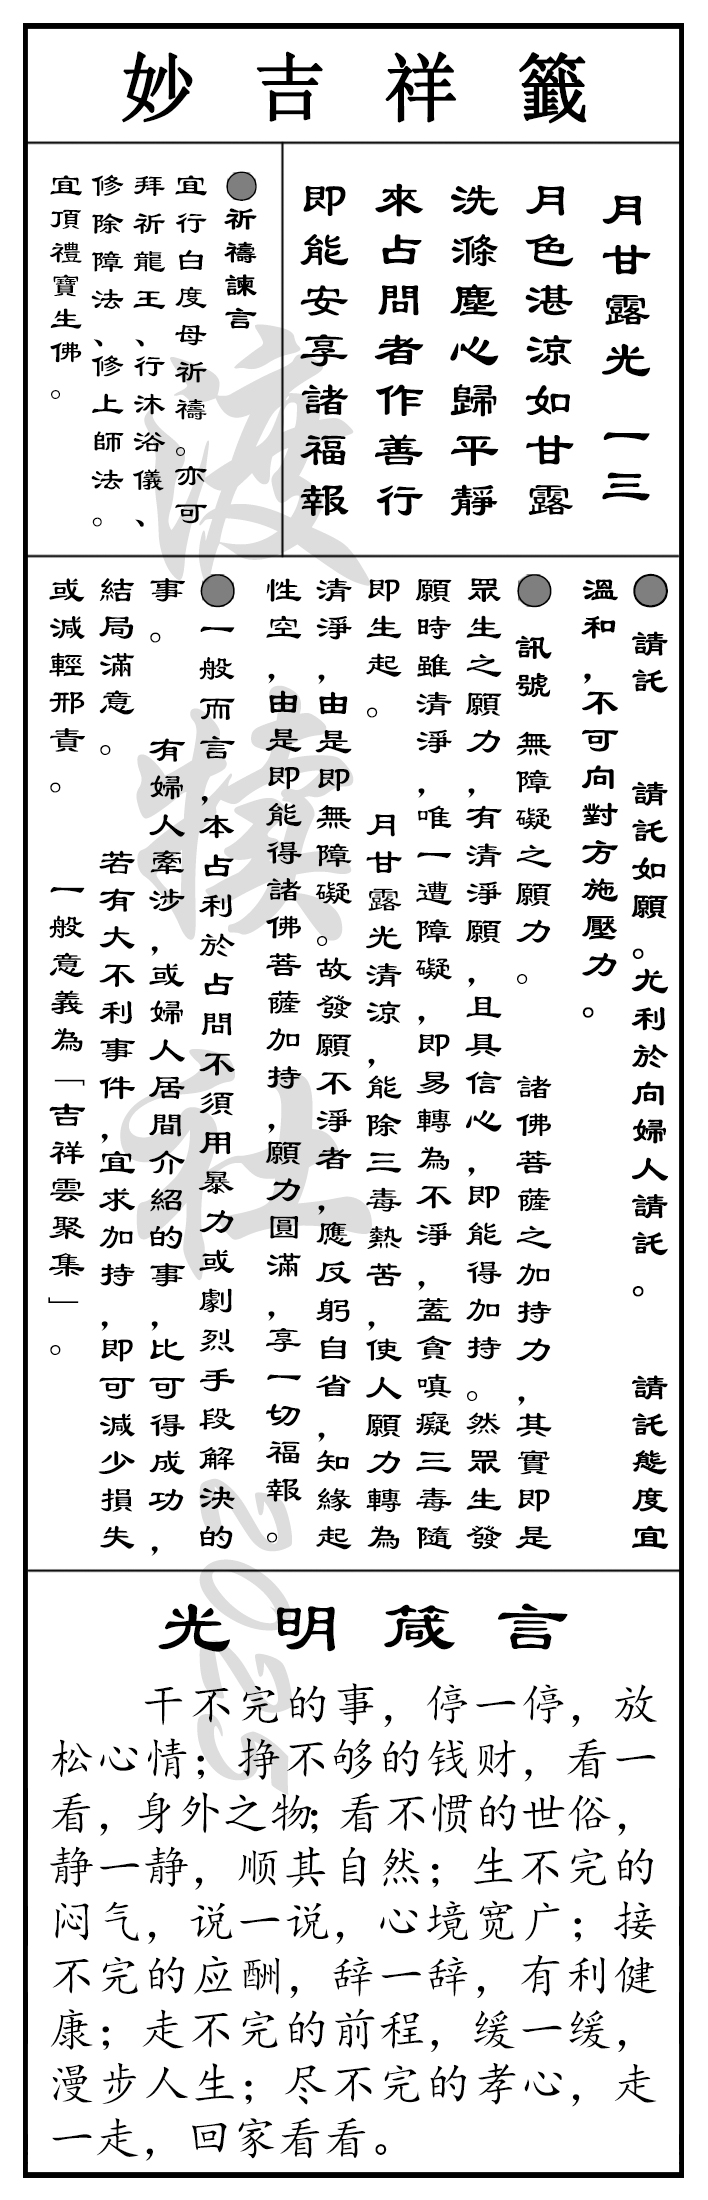 妙吉祥籤
月甘露光 一三
月色湛涼如甘露
洗滌塵心歸平靜
來占問者作善行
即能安享諸福報
●祈禱諫言
宜行白度母祈禱。亦可
拜祈龍王、行沐浴儀、
修除障法、修上師法。
宜頂禮寶生佛。
● 請託 請託如願。尤利於向婦人請託。 請託態度宜
溫和，不可向對方施壓力。
● 訊號 無障礙之願力。 諸佛菩薩之加持力，其實即是
眾生之願力，有清淨願，且具信心，即能得加持。然眾生發
願時雖清淨，唯一遭障礙，即易轉為不淨，蓋貪嗔癡三毒隨
即生起。 月甘露光清涼，能除三毒熱苦，使人願力轉為
清淨，由是即無障礙。故發願不淨者，應反躬自省，知緣起
性空，由是即能得諸佛菩薩加持，願力圓滿，享一切福報。
●一般而言，本占利於占問不須用暴力或劇烈手段解決的
事。 有婦人牽涉，或婦人居間介紹的事，比可得成功，
結局滿意。 若有大不利事件，宜求加持，即可減少損失
或減輕邪責。 一般意義為「吉祥雲聚集」。
光明箴言
干不完的事，停一停，放
松心情；挣不够的钱财，看一
看，身外之物；看不惯的世俗，
静一静，顺其自然；生不完的
闷气，说一说，心境宽广；接
不完的应酬，辞一辞，有利健
康；走不完的前程，缓一缓，
漫步人生；尽不完的孝心，走
一走，回家看看。
渡犊社2025